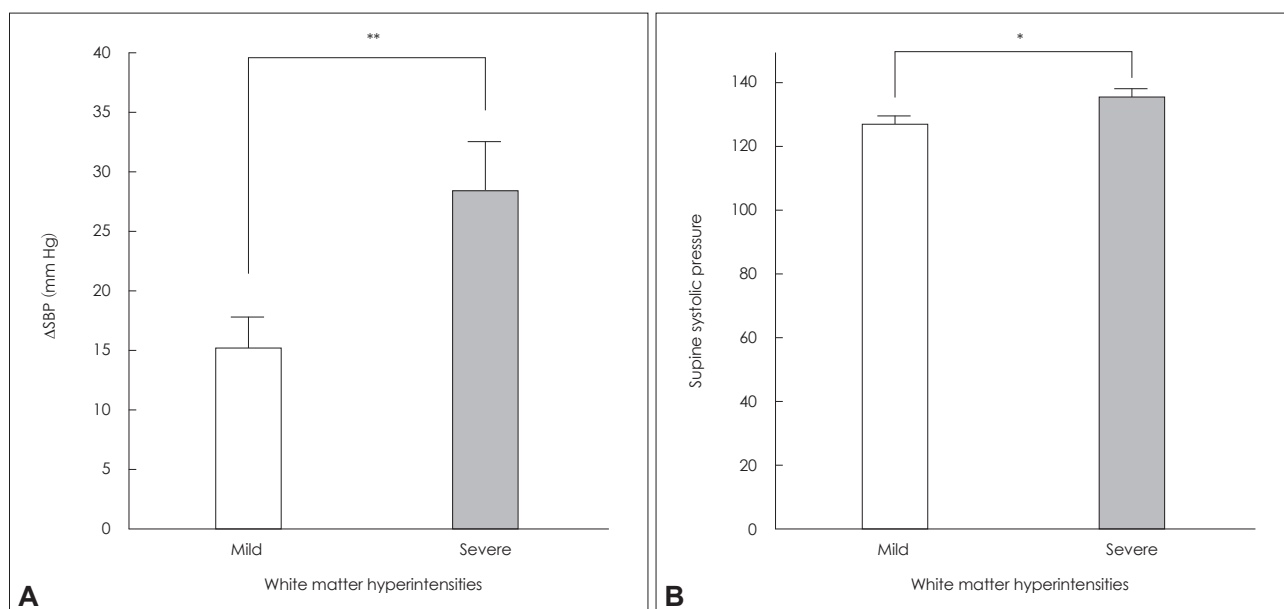 **
40
35
30
25
20
15
10
5
0
ΔSBP (mm Hg)
Mild Severe
White matter hyperintensities
A
*
140
120
100
80
60
40
20
0
Supine systolic pressure
Mild Severe
White matter hyperintensities
B